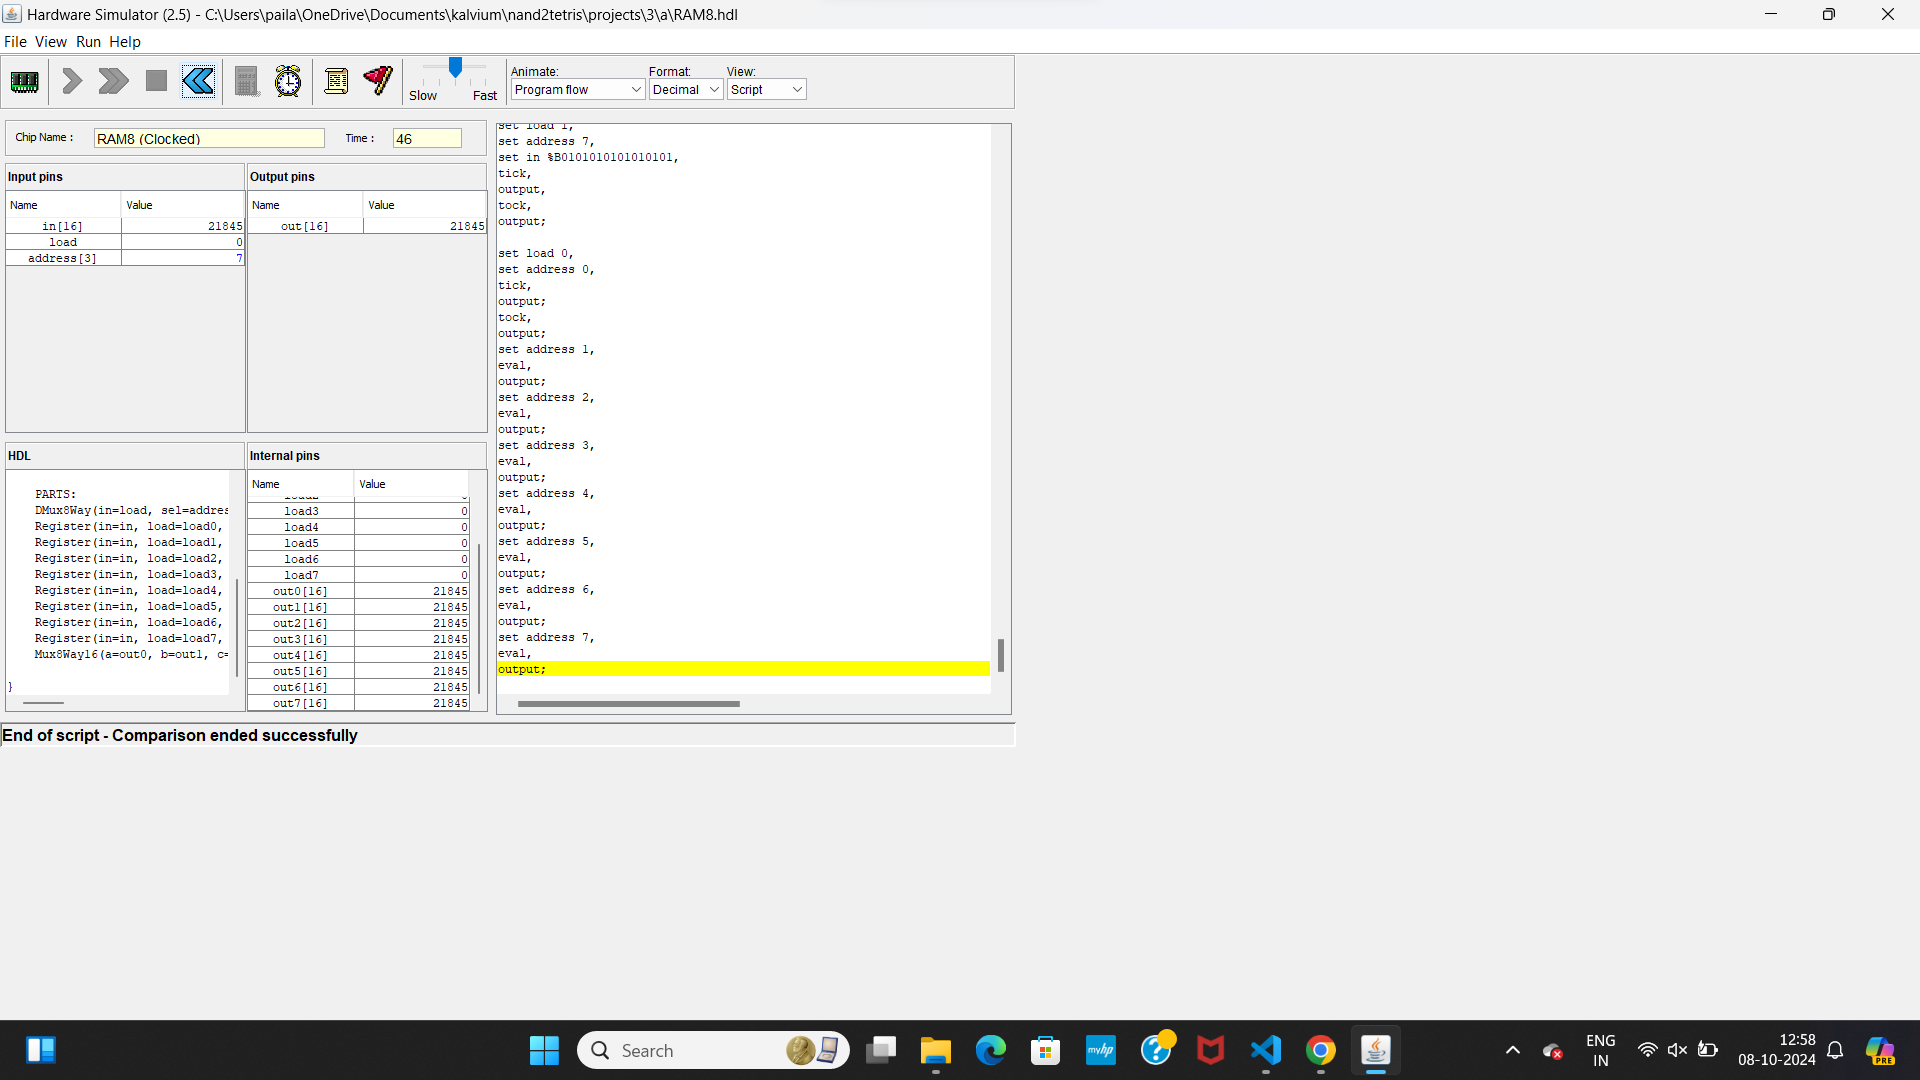 Hardware Simulator (2.5) - C:\Users\paila\OneDrive\Documents\kalvium\nand2tetris\projects\3\a\RAM8.hdl
File View Run Help
Slow Fast
Animate: Format: View:
Program flow Decimal Script
Chip Name : RAM8 (Clocked) Time : 46
Input pins
Name Value
in[16] 21845
load 0
address[3] 7
Output pins
Name Value
out[16] 21845
HDL
PARTS:
DMux8Way(in=load, sel=addres
Register(in=in, load=load0,
Register(in=in, load=load1,
Register(in=in, load=load2,
Register(in=in, load=load3,
Register(in=in, load=load4,
Register(in=in, load=load5,
Register(in=in, load=load6,
Register(in=in, load=load7,
Mux8Way16(a=out0, b=out1, c=
}
Internal pins
Name Value
load2 0
load3 0
load4 0
load5 0
load6 0
load7 0
out0[16] 21845
out1[16] 21845
out2[16] 21845
out3[16] 21845
out4[16] 21845
out5[16] 21845
out6[16] 21845
out7[16] 21845
set load 1,
set address 7,
set in %B0101010101010101,
tick,
output,
tock,
output;
set load 0,
set address 0,
tick,
output;
tock,
output;
set address 1,
eval,
output;
set address 2,
eval,
output;
set address 3,
eval,
output;
set address 4,
eval,
output;
set address 5,
eval,
output;
set address 6,
eval,
output;
set address 7,
eval,
output;
End of script - Comparison ended successfully
Search
myhp
ENG
IN
12:58
08-10-2024
PRE